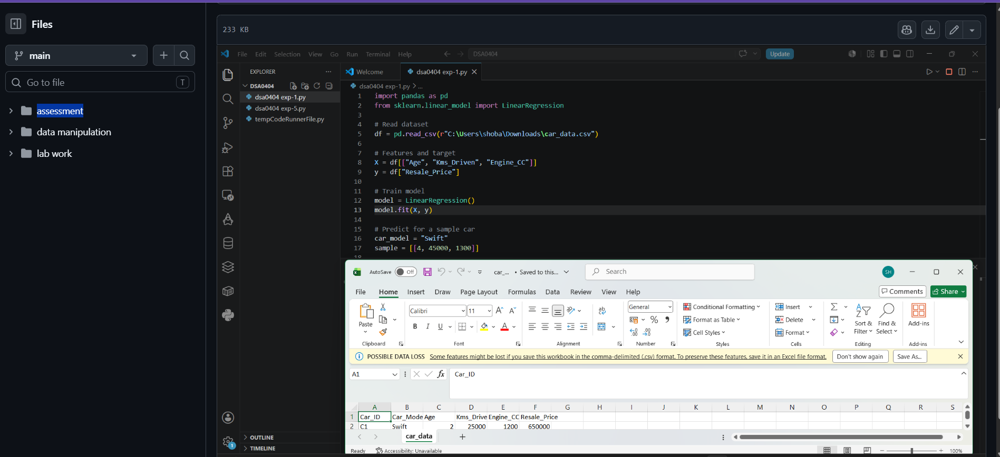 Files
main
Go to file
T
assessment
data manipulation
lab work
233 KB
File Edit Selection View Go Run Terminal Help
DSA0404
Update
EXPLORER
DSA0404
dsa0404 exp-1.py
dsa0404 exp-5.py
tempCodeRunnerFile.py
OUTLINE
TIMELINE
1
Welcome
dsa0404 exp-1.py
dsa0404 exp-1.py > ...
1 import pandas as pd
2 from sklearn.linear_model import LinearRegression
3
4 # Read dataset
5 df = pd.read_csv(r"C:\Users\shoba\Downloads\car_data.csv")
6
7 # Features and target
8 X = df[["Age", "Kms_Driven", "Engine_CC"]]
9 y = df["Resale_Price"]
10
11 # Train model
12 model = LinearRegression()
13 model.fit(X, y)
14
15 # Predict for a sample car
16 car_model = "Swift"
17 sample = [[4, 45000, 1300]]
18
AutoSave Off car_... • Saved to this... Search SH
File Home Insert Draw Page Layout Formulas Data Review View Help Comments Share
Paste
Clipboard
Calibri 11
B I U
Font
Alignment
General
Number
Conditional Formatting
Format as Table
Cell Styles
Styles
Insert
Delete
Format
Cells
Sort & Filter
Find & Select
Editing
Add-ins
Add-ins
POSSIBLE DATA LOSS Some features might be lost if you save this workbook in the comma-delimited (.csv) format. To preserve these features, save it in an Excel file format. Don't show again Save As...
A1 fx Car_ID
A B C D E F G H I J K L M N O P Q R S
1 Car_ID Car_Mode Age Kms_Drive Engine_CC Resale_Price
2 C1 Swift 2 25000 1200 650000
car_data
Ready Accessibility: Unavailable 100%